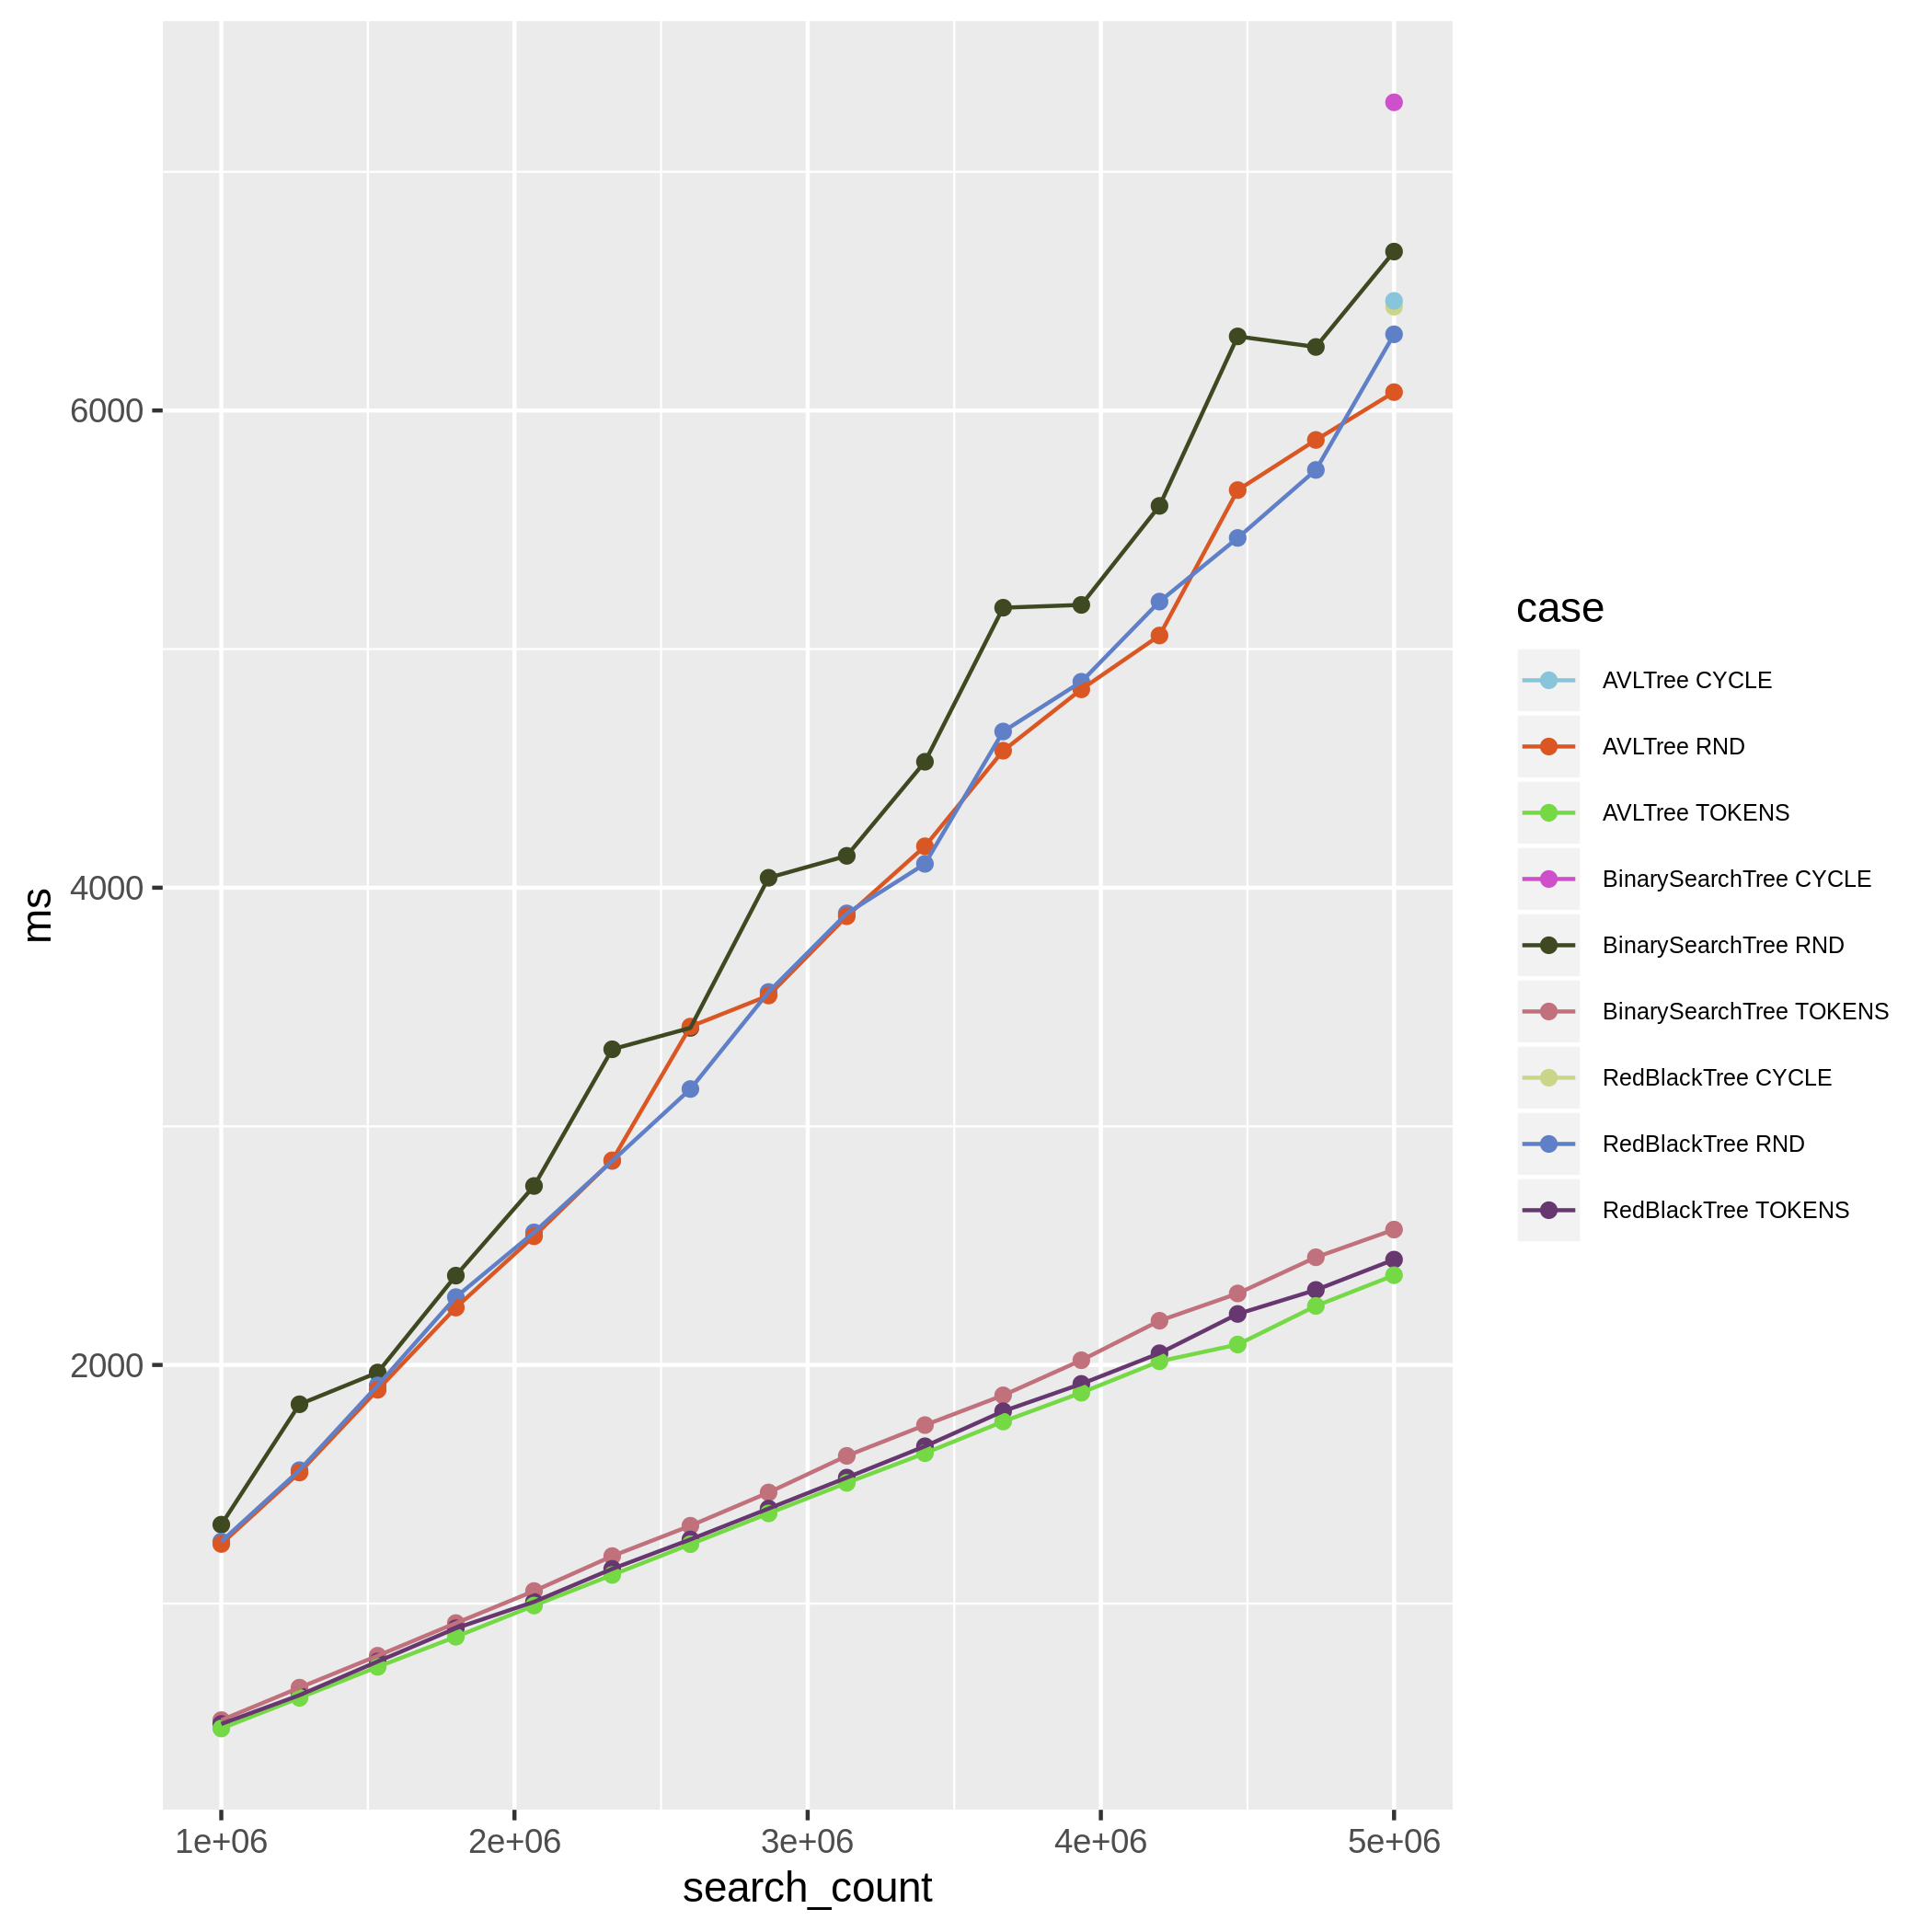 6000
4000
2000
ms
1e+06
2e+06
3e+06
4e+06
5e+06
search_count
case
AVLTree CYCLE
AVLTree RND
AVLTree TOKENS
BinarySearchTree CYCLE
BinarySearchTree RND
BinarySearchTree TOKENS
RedBlackTree CYCLE
RedBlackTree RND
RedBlackTree TOKENS